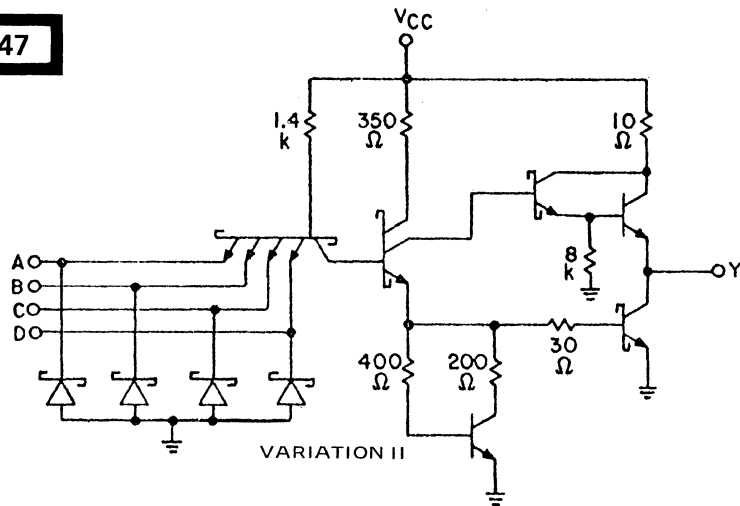 47
VCC
1.4
k
350
Ω
10
Ω
A
B
C
D
8
k
Y
400
Ω
200
Ω
30
Ω
VARIATION II